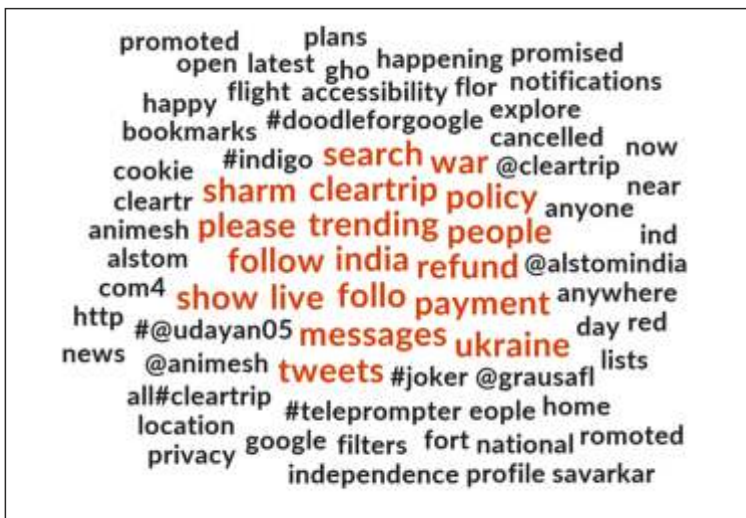 promoted plans
open latest gho happening promised
flight accessibility flor notifications
happy #doodleforgoogle explore
bookmarks cancelled now
cookie #indigo search war @cleartrip
cleartr sharm cleartrip policy near
animesh please trending people anyone
alstom follow india refund @alstomindia ind
com4 show live follo payment anywhere
http #@udayan05 messages ukraine day red
news @animesh tweets #joker @grausafl lists
all#cleartrip #teleprompter eople home
location google filters fort national romoted
privacy independence profile savarkar